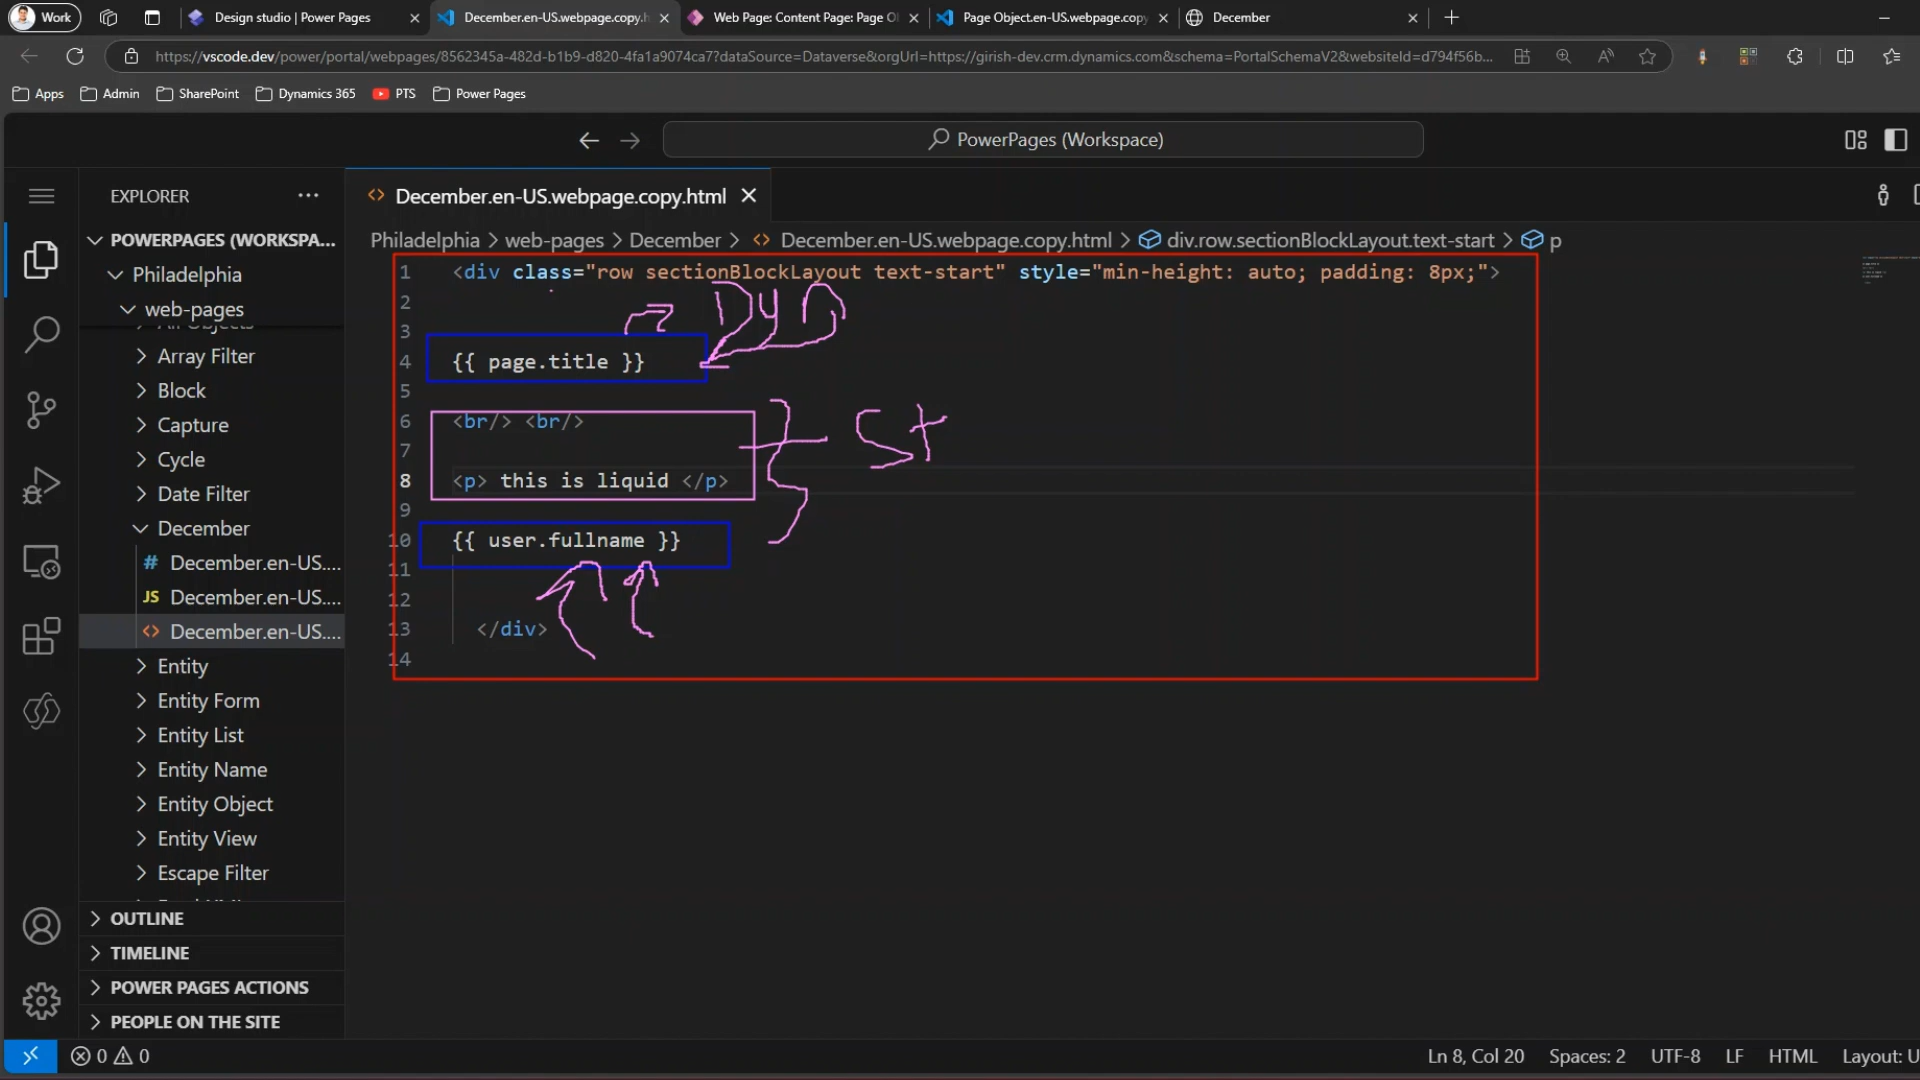 Work
Design studio | Power Pages
December.en-US.webpage.copy.h
Web Page: Content Page: Page O
Page Object.en-US.webpage.copy
December
https://vscode.dev/power/portal/webpages/8562345a-482d-b1b9-d820-4fa1a9074ca7?dataSource=Dataverse&orgUrl=https://girish-dev.crm.dynamics.com&schema=PortalSchemaV2&websiteId=d794f56b...
Apps
Admin
SharePoint
Dynamics 365
PTS
Power Pages
PowerPages (Workspace)
EXPLORER
December.en-US.webpage.copy.html
POWERPAGES (WORKSPA...
Philadelphia > web-pages > December > December.en-US.webpage.copy.html > div.row.sectionBlockLayout.text-start > p
Philadelphia
web-pages
Array Filter
Block
Capture
Cycle
Date Filter
December
# December.en-US....
JS December.en-US....
December.en-US....
Entity
Entity Form
Entity List
Entity Name
Entity Object
Entity View
Escape Filter
OUTLINE
TIMELINE
POWER PAGES ACTIONS
PEOPLE ON THE SITE
1 <div class="row sectionBlockLayout text-start" style="min-height: auto; padding: 8px;">
2
3
4 {{ page.title }}
5
6 <br/> <br/>
7
8 <p> this is liquid </p>
9
10 {{ user.fullname }}
11
12
13 </div>
14
Dyn
St
0 0
Ln 8, Col 20
Spaces: 2
UTF-8
LF
HTML
Layout: U